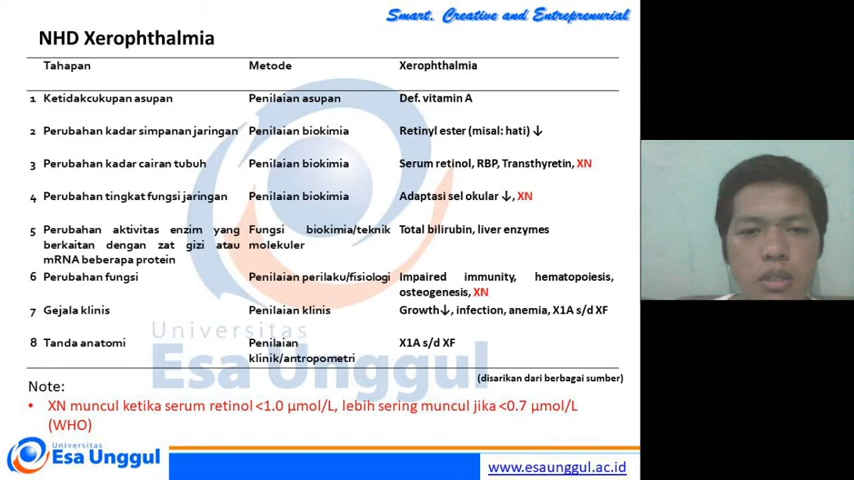 Smart, Creative and Entreprenurial
NHD Xerophthalmia
Tahapan Metode Xerophthalmia
1 Ketidakcukupan asupan Penilaian asupan Def. vitamin A
2 Perubahan kadar simpanan jaringan Penilaian biokimia Retinyl ester (misal: hati) ↓
3 Perubahan kadar cairan tubuh Penilaian biokimia Serum retinol, RBP, Transthyretin, XN
4 Perubahan tingkat fungsi jaringan Penilaian biokimia Adaptasi sel okular ↓, XN
5 Perubahan aktivitas enzim yang Fungsi biokimia/teknik Total bilirubin, liver enzymes
berkaitan dengan zat gizi atau molekuler
mRNA beberapa protein
6 Perubahan fungsi Penilaian perilaku/fisiologi Impaired immunity, hematopoiesis,
osteogenesis, XN
7 Gejala klinis Penilaian klinis Growth↓, infection, anemia, X1A s/d XF
8 Tanda anatomi Penilaian X1A s/d XF
klinik/antropometri
Universitas
Esa Unggul
(disarikan dari berbagai sumber)
Note:
• XN muncul ketika serum retinol <1.0 µmol/L, lebih sering muncul jika <0.7 µmol/L
(WHO)
Universitas
Esa Unggul
www.esaunggul.ac.id